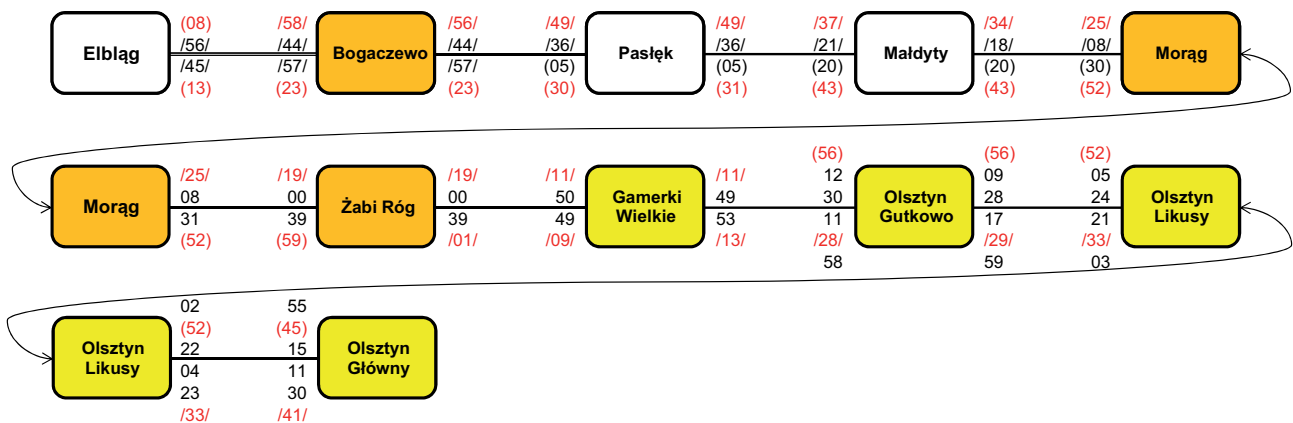 (08) /58/ /56/ /49/ /49/ /37/ /34/ /25/
/56/ /44/ /44/ /36/ /36/ /21/ /18/ /08/
Elbląg Bogaczewo Pasłęk Małdyty Morąg
/45/ /57/ /57/ (05) (05) (20) (20) (30)
(13) (23) (23) (30) (31) (43) (43) (52)
(56) (56) (52)
/25/ /19/ /19/ /11/ /11/ 12 09 05
08 00 00 50 49 30 28 24
Morąg Żabi Róg Gamerki Wielkie Olsztyn Gutkowo Olsztyn Likusy
31 39 39 49 53 11 17 21
(52) (59) /01/ /09/ /13/ /28/ /29/ /33/
58 59 03
02 55
(52) (45)
22 15
Olsztyn Likusy Olsztyn Główny
04 11
23 30
/33/ /41/